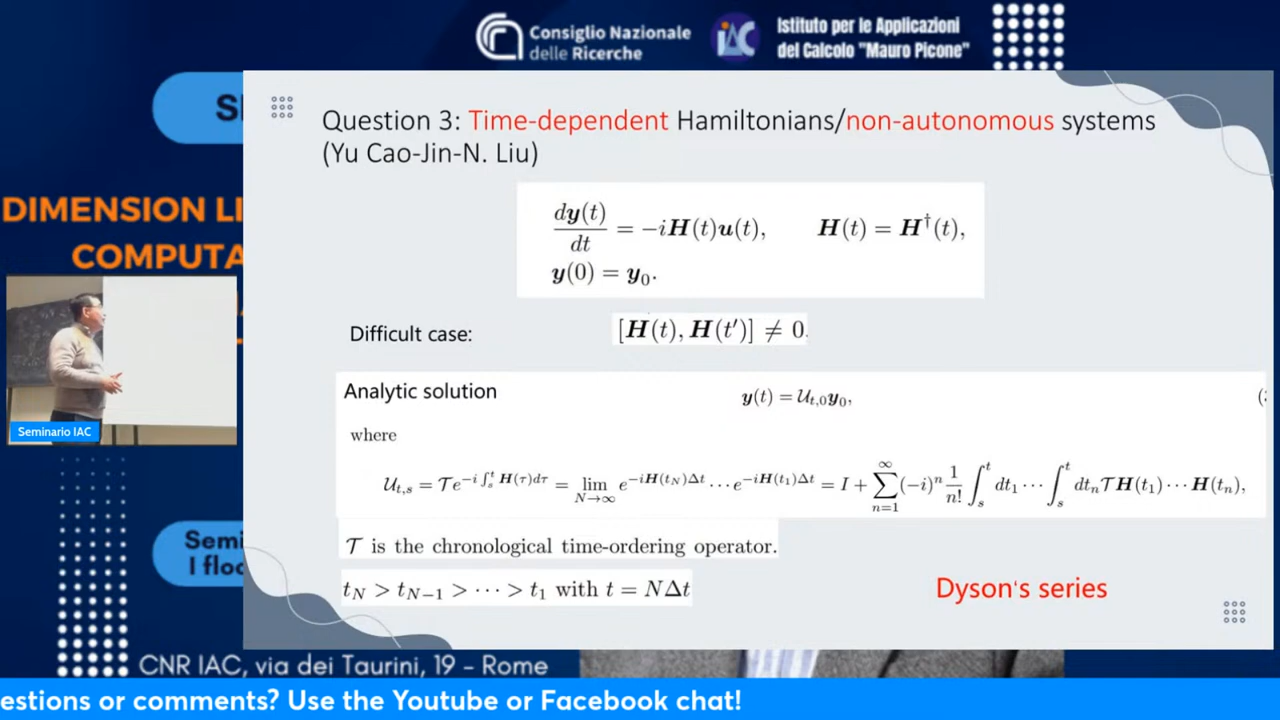 Consiglio Nazionale
delle Ricerche
iAC
Istituto per le Applicazioni
del Calcolo "Mauro Picone"
DIMENSION LI
COMPUTA
Seminario IAC
Semi
I floo
Question 3: Time-dependent Hamiltonians/non-autonomous systems
(Yu Cao-Jin-N. Liu)
dy(t)/dt = −iH(t)u(t), H(t) = H†(t),
y(0) = y₀.
Difficult case: [H(t), H(t′)] ≠ 0.
Analytic solution y(t) = 𝒰_{t,0}y₀,
where
𝒰_{t,s} = 𝒯e^{−i∫_s^t H(τ)dτ} = lim_{N→∞} e^{−iH(t_N)Δt} ⋯ e^{−iH(t_1)Δt} = I + ∑_{n=1}^{∞} (−i)^n 1/n! ∫_s^t dt_1 ⋯ ∫_s^t dt_n 𝒯H(t_1) ⋯ H(t_n),
𝒯 is the chronological time-ordering operator.
t_N > t_{N−1} > ⋯ > t_1 with t = NΔt
Dyson's series
CNR IAC, via dei Taurini, 19 – Rome
estions or comments? Use the Youtube or Facebook chat!